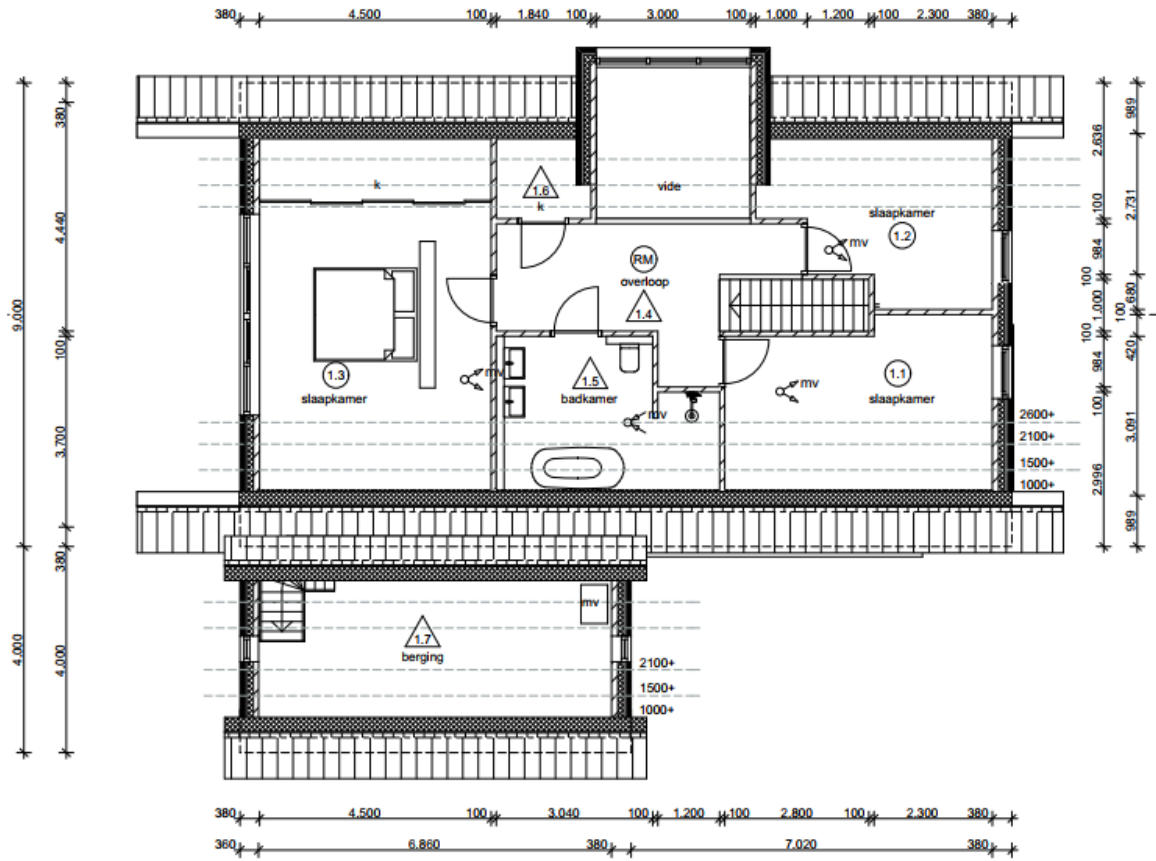 380 4.500 100 1.840 100 3.000 100 1.000 1.200 100 2.300 380
9.000
4.000
380
4.440
100
3.700
380
4.000
k
1.6
k
vide
slaapkamer
1.2
mv
RM
overloop
1.4
1.3
slaapkamer
mv
1.5
badkamer
mv
mv
1.1
slaapkamer
2600+
2100+
1500+
1000+
2.636
100
984
100
1.000
100
984
100
2.996
989
2.731
680
100
420
3.091
989
mv
1.7
berging
2100+
1500+
1000+
380 4.500 100 3.040 100 1.200 100 2.800 2.300 380
360 6.860 380 7.020 380